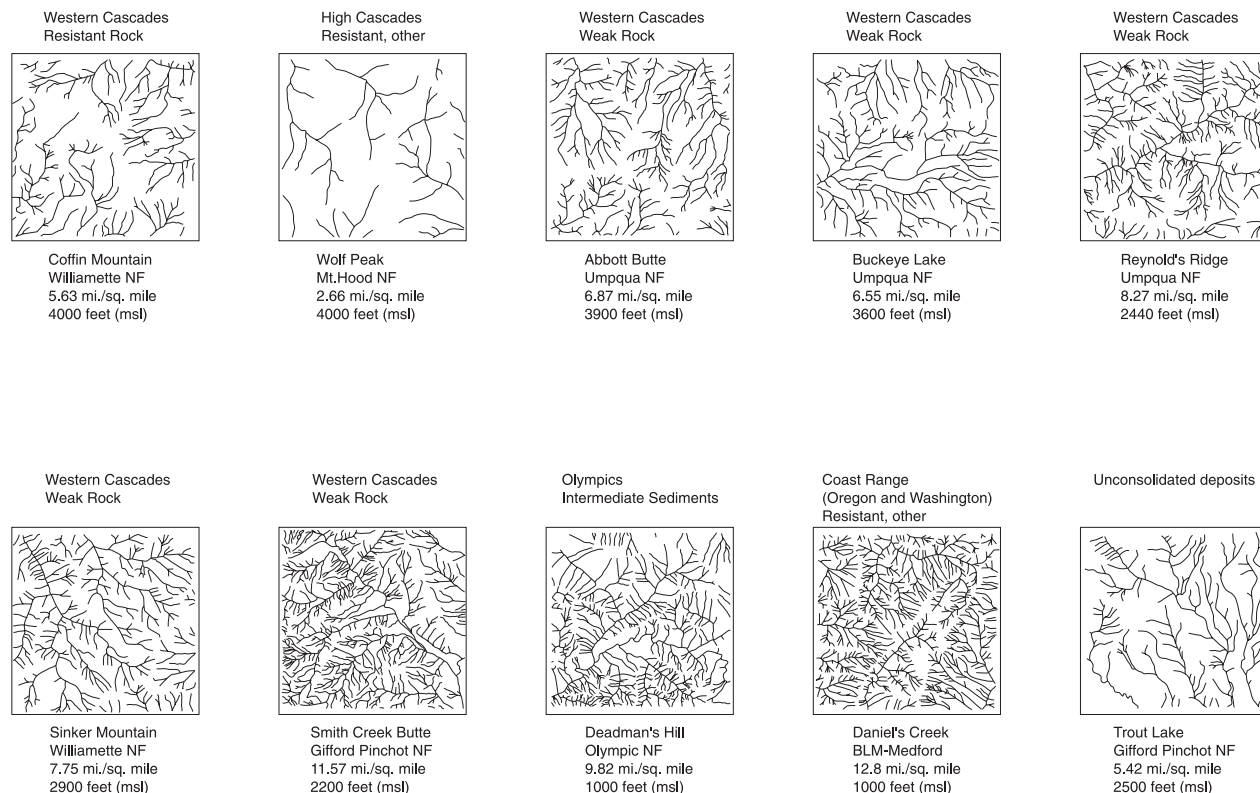 Western Cascades
Resistant Rock
Coffin Mountain
Williamette NF
5.63 mi./sq. mile
4000 feet (msl)
High Cascades
Resistant, other
Wolf Peak
Mt.Hood NF
2.66 mi./sq. mile
4000 feet (msl)
Western Cascades
Weak Rock
Abbott Butte
Umpqua NF
6.87 mi./sq. mile
3900 feet (msl)
Western Cascades
Weak Rock
Buckeye Lake
Umpqua NF
6.55 mi./sq. mile
3600 feet (msl)
Western Cascades
Weak Rock
Reynold's Ridge
Umpqua NF
8.27 mi./sq. mile
2440 feet (msl)
Western Cascades
Weak Rock
Sinker Mountain
Williamette NF
7.75 mi./sq. mile
2900 feet (msl)
Western Cascades
Weak Rock
Smith Creek Butte
Gifford Pinchot NF
11.57 mi./sq. mile
2200 feet (msl)
Olympics
Intermediate Sediments
Deadman's Hill
Olympic NF
9.82 mi./sq. mile
1000 feet (msl)
Coast Range
(Oregon and Washington)
Resistant, other
Daniel's Creek
BLM-Medford
12.8 mi./sq. mile
1000 feet (msl)
Unconsolidated deposits
Trout Lake
Gifford Pinchot NF
5.42 mi./sq. mile
2500 feet (msl)